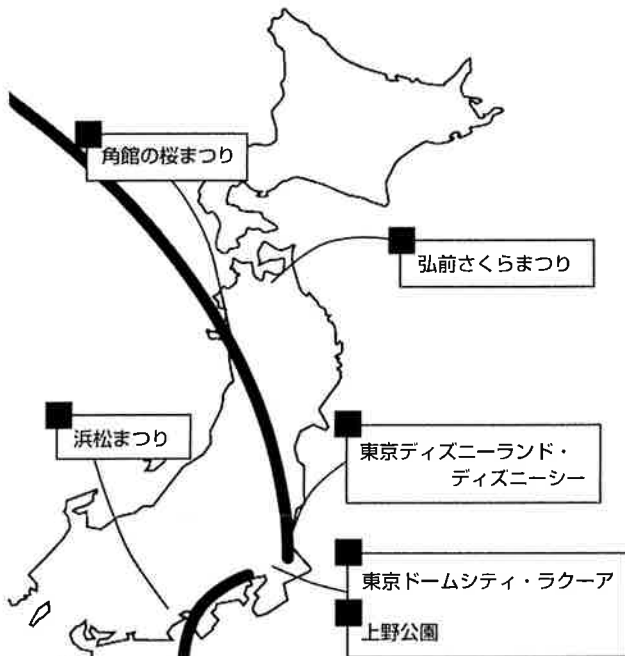 角館の桜まつり
弘前さくらまつり
浜松まつり
東京ディズニーランド・
ディズニーシー
東京ドームシティ・ラクーア
上野公園